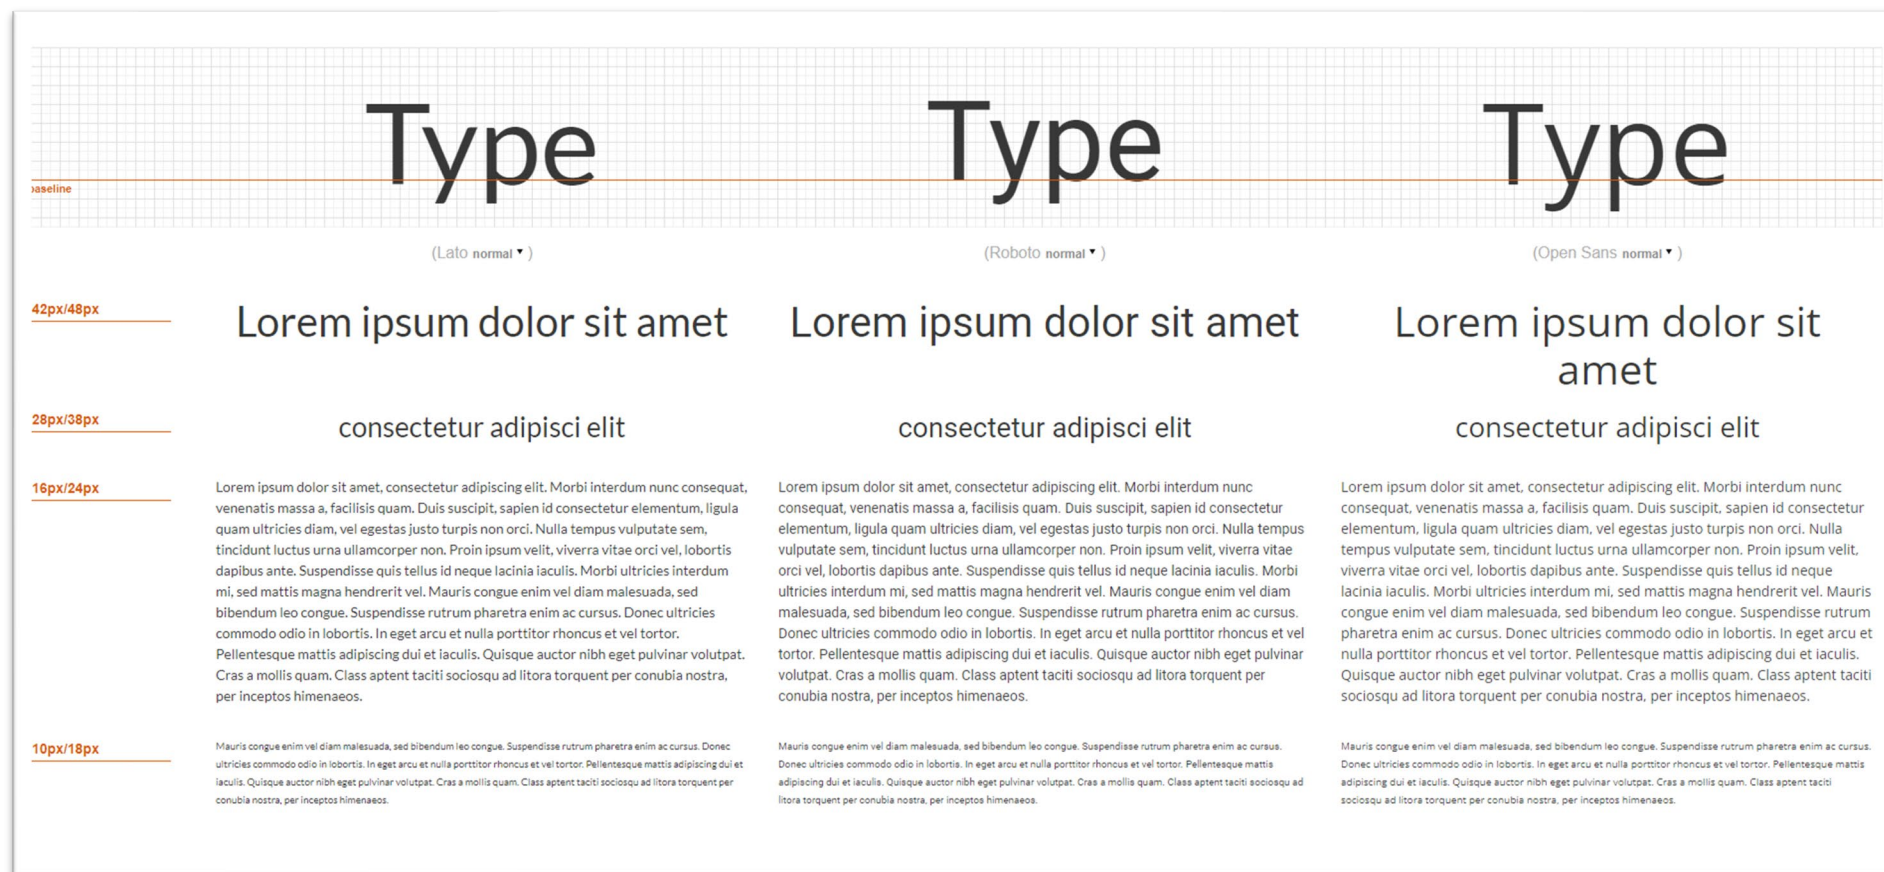 Type
Type
Type
baseline
(Lato normal ▾ )
(Roboto normal ▾ )
(Open Sans normal ▾ )
42px/48px
Lorem ipsum dolor sit amet
Lorem ipsum dolor sit amet
Lorem ipsum dolor sit
amet
28px/38px
consectetur adipisci elit
consectetur adipisci elit
consectetur adipisci elit
16px/24px
Lorem ipsum dolor sit amet, consectetur adipiscing elit. Morbi interdum nunc consequat,
venenatis massa a, facilisis quam. Duis suscipit, sapien id consectetur elementum, ligula
quam ultricies diam, vel egestas justo turpis non orci. Nulla tempus vulputate sem,
tincidunt luctus urna ullamcorper non. Proin ipsum velit, viverra vitae orci vel, lobortis
dapibus ante. Suspendisse quis tellus id neque lacinia iaculis. Morbi ultricies interdum
mi, sed mattis magna hendrerit vel. Mauris congue enim vel diam malesuada, sed
bibendum leo congue. Suspendisse rutrum pharetra enim ac cursus. Donec ultricies
commodo odio in lobortis. In eget arcu et nulla porttitor rhoncus et vel tortor.
Pellentesque mattis adipiscing dui et iaculis. Quisque auctor nibh eget pulvinar volutpat.
Cras a mollis quam. Class aptent taciti sociosqu ad litora torquent per conubia nostra,
per inceptos himenaeos.
Lorem ipsum dolor sit amet, consectetur adipiscing elit. Morbi interdum nunc
consequat, venenatis massa a, facilisis quam. Duis suscipit, sapien id consectetur
elementum, ligula quam ultricies diam, vel egestas justo turpis non orci. Nulla tempus
vulputate sem, tincidunt luctus urna ullamcorper non. Proin ipsum velit, viverra vitae
orci vel, lobortis dapibus ante. Suspendisse quis tellus id neque lacinia iaculis. Morbi
ultricies interdum mi, sed mattis magna hendrerit vel. Mauris congue enim vel diam
malesuada, sed bibendum leo congue. Suspendisse rutrum pharetra enim ac cursus.
Donec ultricies commodo odio in lobortis. In eget arcu et nulla porttitor rhoncus et vel
tortor. Pellentesque mattis adipiscing dui et iaculis. Quisque auctor nibh eget pulvinar
volutpat. Cras a mollis quam. Class aptent taciti sociosqu ad litora torquent per
conubia nostra, per inceptos himenaeos.
Lorem ipsum dolor sit amet, consectetur adipiscing elit. Morbi interdum nunc
consequat, venenatis massa a, facilisis quam. Duis suscipit, sapien id consectetur
elementum, ligula quam ultricies diam, vel egestas justo turpis non orci. Nulla
tempus vulputate sem, tincidunt luctus urna ullamcorper non. Proin ipsum velit,
viverra vitae orci vel, lobortis dapibus ante. Suspendisse quis tellus id neque
lacinia iaculis. Morbi ultricies interdum mi, sed mattis magna hendrerit vel. Mauris
congue enim vel diam malesuada, sed bibendum leo congue. Suspendisse rutrum
pharetra enim ac cursus. Donec ultricies commodo odio in lobortis. In eget arcu et
nulla porttitor rhoncus et vel tortor. Pellentesque mattis adipiscing dui et iaculis.
Quisque auctor nibh eget pulvinar volutpat. Cras a mollis quam. Class aptent taciti
sociosqu ad litora torquent per conubia nostra, per inceptos himenaeos.
10px/18px
Mauris congue enim vel diam malesuada, sed bibendum leo congue. Suspendisse rutrum pharetra enim ac cursus. Donec
ultricies commodo odio in lobortis. In eget arcu et nulla porttitor rhoncus et vel tortor. Pellentesque mattis adipiscing dui et
iaculis. Quisque auctor nibh eget pulvinar volutpat. Cras a mollis quam. Class aptent taciti sociosqu ad litora torquent per
conubia nostra, per inceptos himenaeos.
Mauris congue enim vel diam malesuada, sed bibendum leo congue. Suspendisse rutrum pharetra enim ac cursus.
Donec ultricies commodo odio in lobortis. In eget arcu et nulla porttitor rhoncus et vel tortor. Pellentesque mattis
adipiscing dui et iaculis. Quisque auctor nibh eget pulvinar volutpat. Cras a mollis quam. Class aptent taciti sociosqu ad
litora torquent per conubia nostra, per inceptos himenaeos.
Mauris congue enim vel diam malesuada, sed bibendum leo congue. Suspendisse rutrum pharetra enim ac cursus.
Donec ultricies commodo odio in lobortis. In eget arcu et nulla porttitor rhoncus et vel tortor. Pellentesque mattis
adipiscing dui et iaculis. Quisque auctor nibh eget pulvinar volutpat. Cras a mollis quam. Class aptent taciti
sociosqu ad litora torquent per conubia nostra, per inceptos himenaeos.